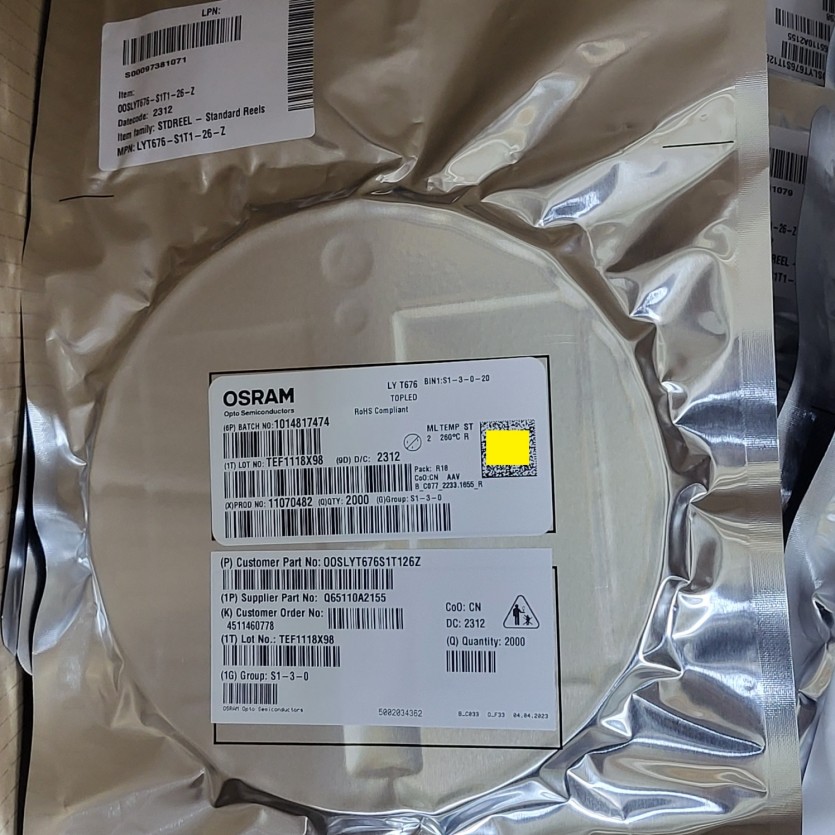 LPN:
S00097381071
Item:
OOSLYT676-S1T1-26-Z
Datecode: 2312
Item family: STDREEL - Standard Reels
MPN: LYT676-S1T1-26-Z
OSRAM
Opto Semiconductors
LY T676 BIN1:S1-3-0-20
TOPLED
RoHS Compliant
(6P) BATCH NO:1014817474
ML TEMP ST
2 260°C R
(1T) LOT NO: TEF1118X98 (9D) D/C: 2312
Pack: R18
CoO:CN AAV
B_C077_2233.1655_R
(X)PROD NO: 11070482 (Q)QTY: 2000 (G)Group: S1-3-0
(P) Customer Part No: OOSLYT676S1T126Z
(1P) Supplier Part No: Q65110A2155
(K) Customer Order No:
4511460778
CoO: CN
DC: 2312
(1T) Lot No.: TEF1118X98
(Q) Quantity: 2000
(1G) Group: S1-3-0
OSRAM Opto Semiconductors
5002034362
B_C033 D_F33 04.04.2023